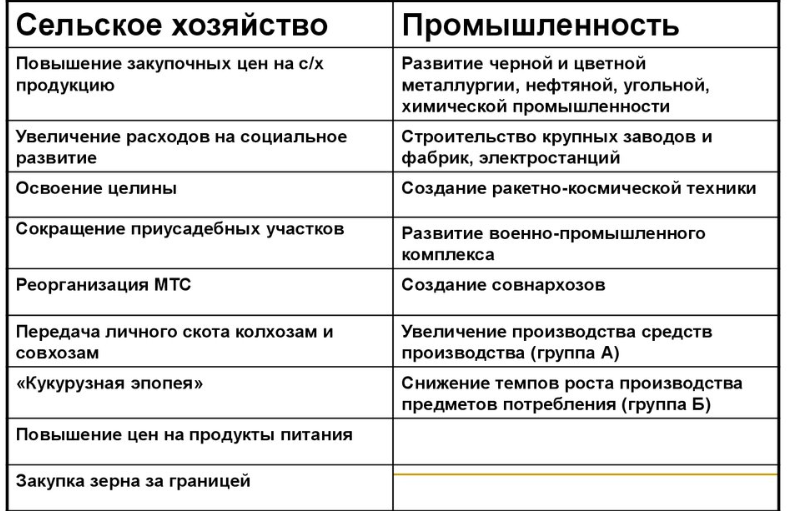 Сельское хозяйство
Промышленность
Повышение закупочных цен на с/х
продукцию
Развитие черной и цветной
металлургии, нефтяной, угольной,
химической промышленности
Увеличение расходов на социальное
развитие
Строительство крупных заводов и
фабрик, электростанций
Освоение целины
Создание ракетно-космической техники
Сокращение приусадебных участков
Развитие военно-промышленного
комплекса
Реорганизация МТС
Создание совнархозов
Передача личного скота колхозам и
совхозам
Увеличение производства средств
производства (группа А)
«Кукурузная эпопея»
Снижение темпов роста производства
предметов потребления (группа Б)
Повышение цен на продукты питания
Закупка зерна за границей